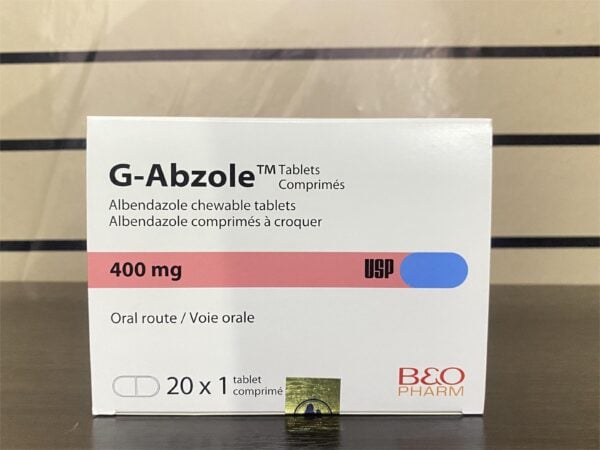 G-Abzole™ Tablets
Comprimés
Albendazole chewable tablets
Albendazole comprimés à croquer
400 mg USP
Oral route / Voie orale
20 x 1 tablet
comprimé
B&O
PHARM